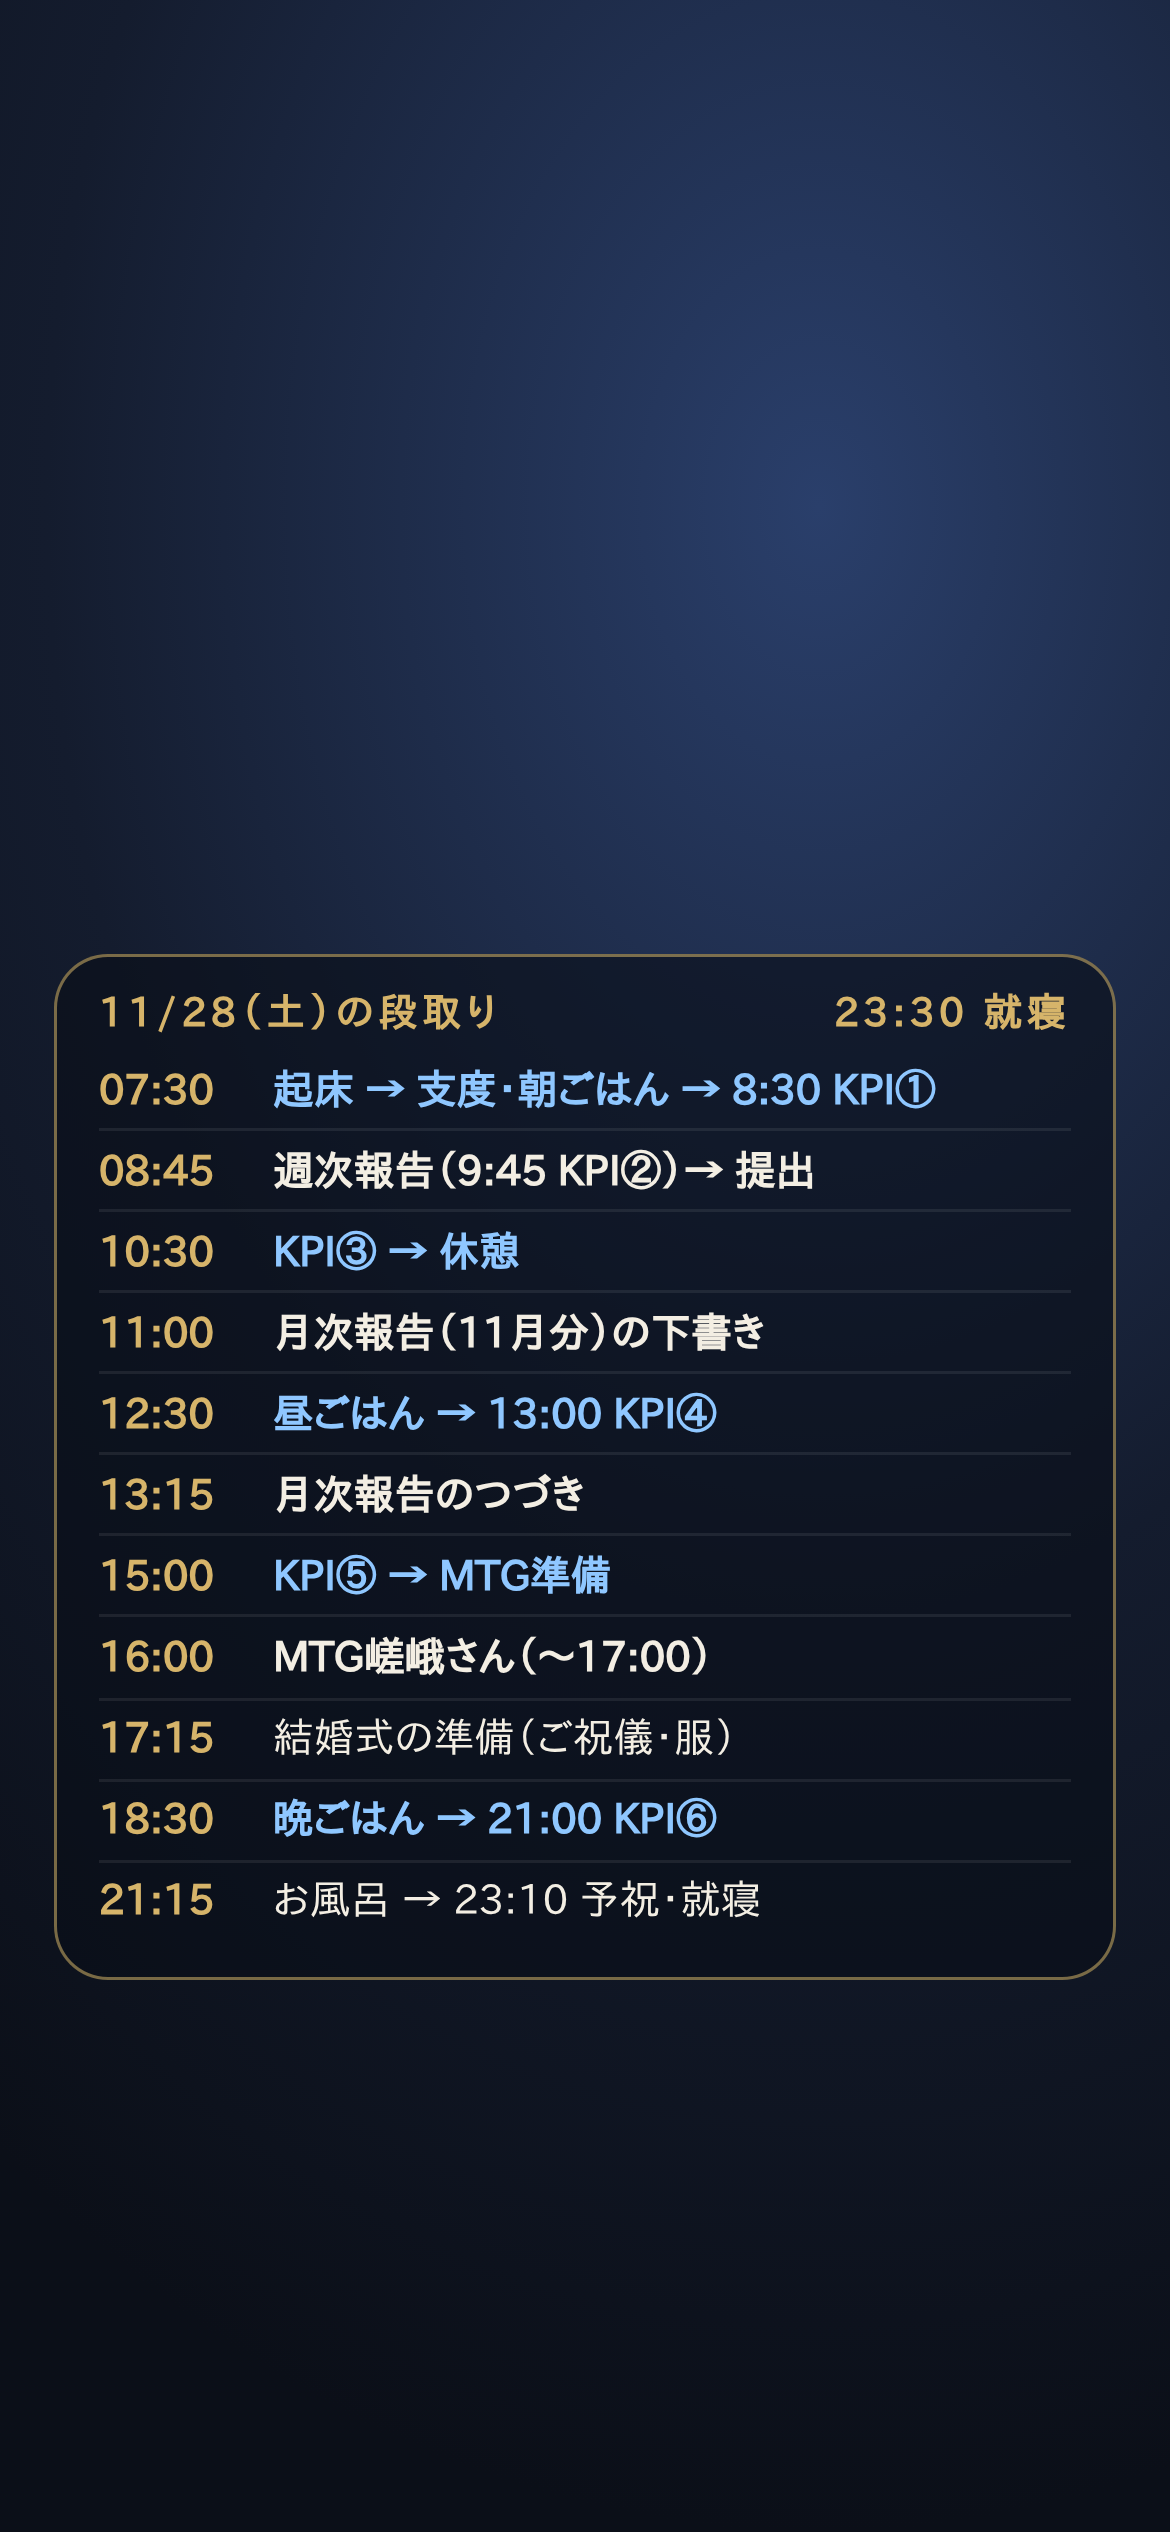 11/28（土）の段取り 23:30 就寝
07:30 起床 → 支度・朝ごはん → 8:30 KPI①
08:45 週次報告（9:45 KPI②）→ 提出
10:30 KPI③ → 休憩
11:00 月次報告（11月分）の下書き
12:30 昼ごはん → 13:00 KPI④
13:15 月次報告のつづき
15:00 KPI⑤ → MTG準備
16:00 MTG嵯峨さん（〜17:00）
17:15 結婚式の準備（ご祝儀・服）
18:30 晩ごはん → 21:00 KPI⑥
21:15 お風呂 → 23:10 予祝・就寝